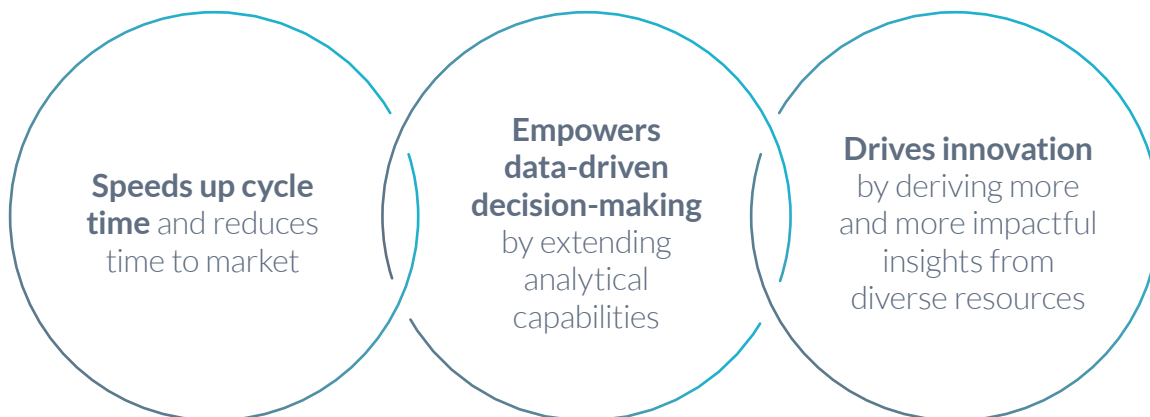 Speeds up cycle
time and reduces
time to market
Empowers
data-driven
decision-making
by extending
analytical
capabilities
Drives innovation
by deriving more
and more impactful
insights from
diverse resources